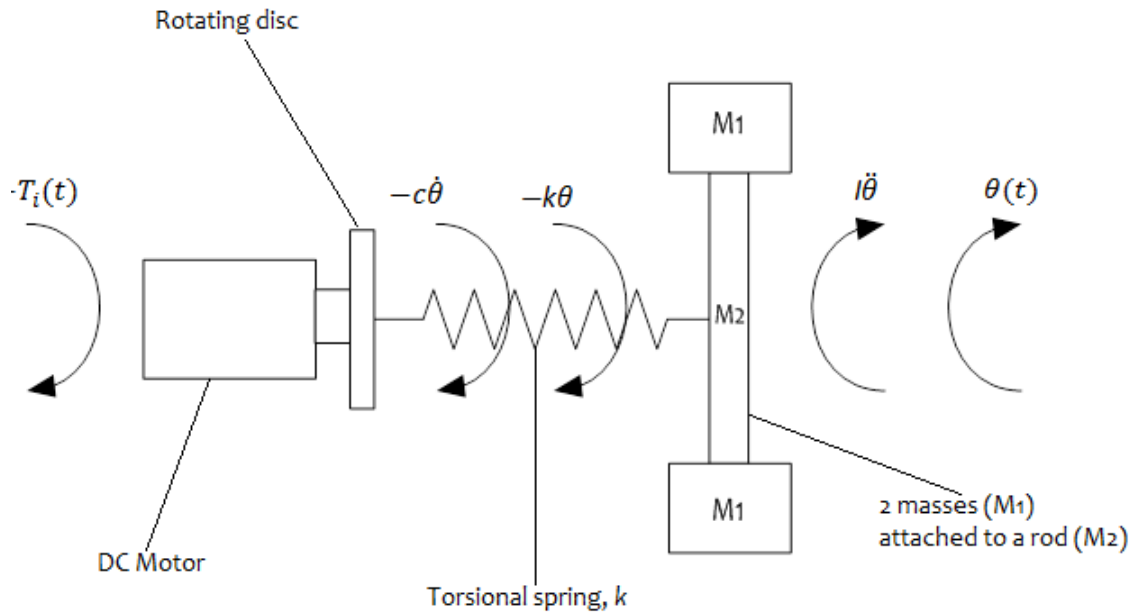 Rotating disc
M1
-T_i(t)
−cθ̇
−kθ
Iθ̈
θ(t)
M2
M1
2 masses (M1)
attached to a rod (M2)
DC Motor
Torsional spring, k